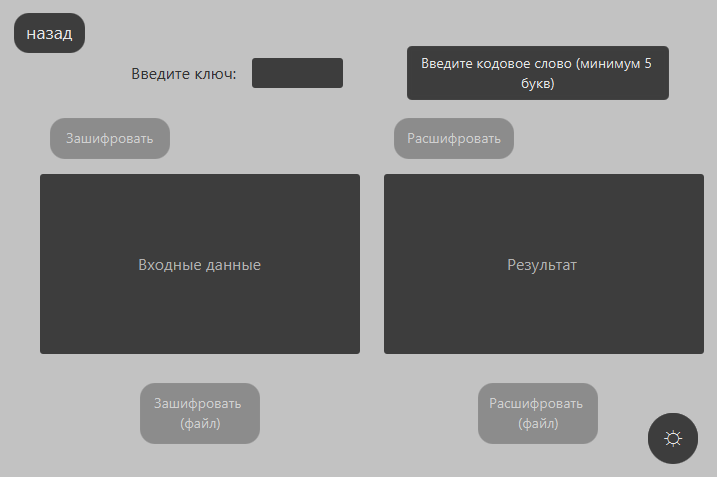 назад
Введите ключ:
Введите кодовое слово (минимум 5
букв)
Зашифровать
Расшифровать
Входные данные
Результат
Зашифровать
(файл)
Расшифровать
(файл)